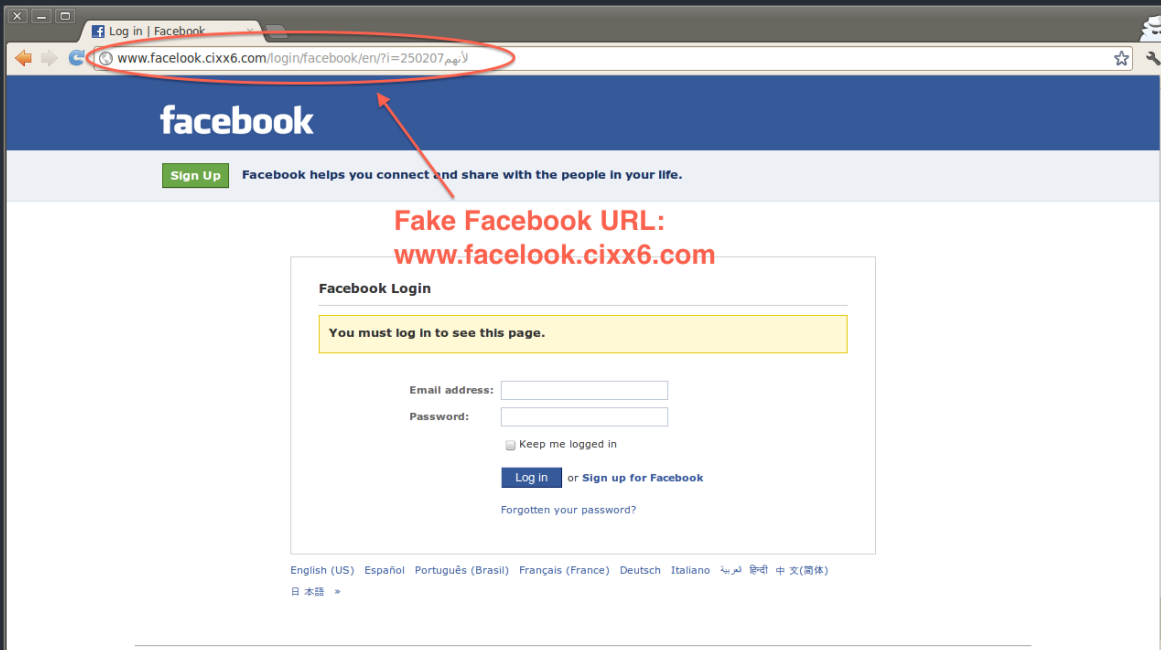 Log in | Facebook
www.facelook.cixx6.com/login/facebook/en/?i=250207لأنهم
facebook
Sign Up Facebook helps you connect and share with the people in your life.
Fake Facebook URL:
www.facelook.cixx6.com
Facebook Login
You must log in to see this page.
Email address:
Password:
Keep me logged in
Log in or Sign up for Facebook
Forgotten your password?
English (US) Español Português (Brasil) Français (France) Deutsch Italiano العربية हिन्दी 中文(简体)
日本語 »